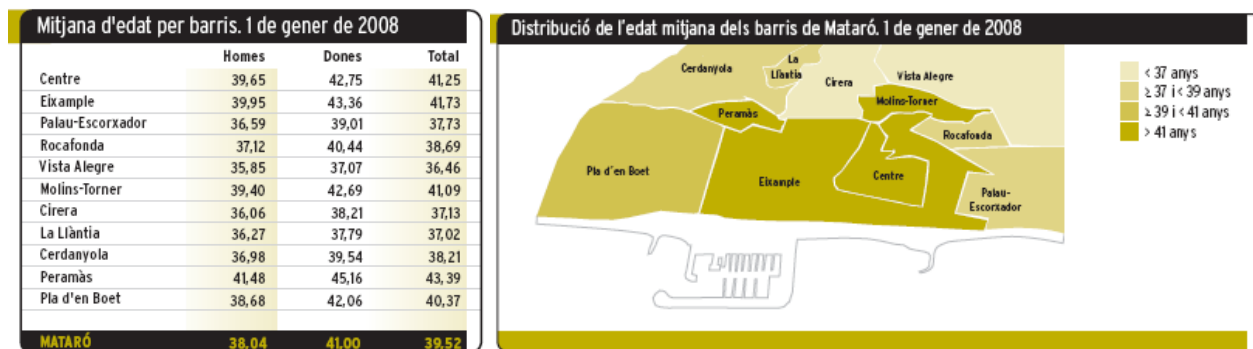 Mitjana d'edat per barris. 1 de gener de 2008
Homes Dones Total
Centre 39,65 42,75 41,25
Eixample 39,95 43,36 41,73
Palau-Escorxador 36,59 39,01 37,73
Rocafonda 37,12 40,44 38,69
Vista Alegre 35,85 37,07 36,46
Molins-Torner 39,40 42,69 41,09
Cirera 36,06 38,21 37,13
La Llàntia 36,27 37,79 37,02
Cerdanyola 36,98 39,54 38,21
Peramàs 41,48 45,16 43,39
Pla d'en Boet 38,68 42,06 40,37
MATARÓ 38,04 41,00 39,52
Distribució de l'edat mitjana dels barris de Mataró. 1 de gener de 2008
Cerdanyola
La
Llàntia
Cirera
Vista Alegre
Molins-Torner
Peramàs
Rocafonda
Pla d'en Boet
Eixample
Centre
Palau-
Escorxador
< 37 anys
≥ 37 i < 39 anys
≥ 39 i < 41 anys
> 41 anys